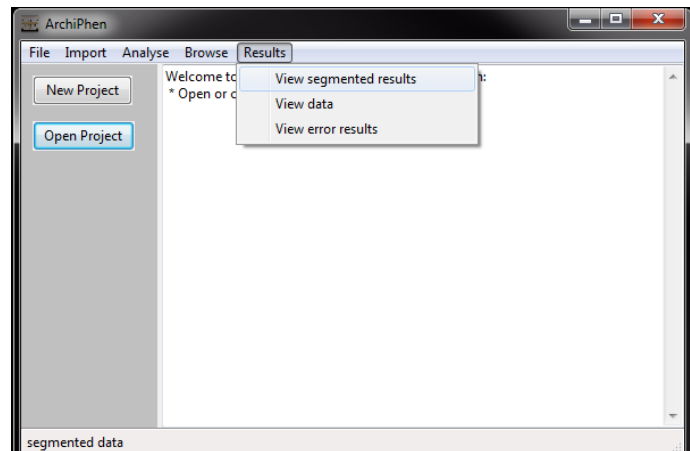 ArchiPhen
File Import Analyse Browse Results
New Project
Open Project
Welcome to
* Open or
View segmented results
View data
View error results
segmented data